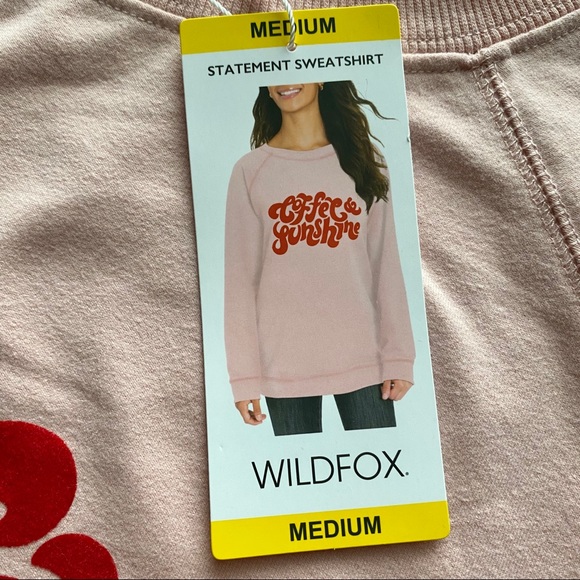 MEDIUM
STATEMENT SWEATSHIRT
Coffee &
Sunshine
WILDFOX®
MEDIUM